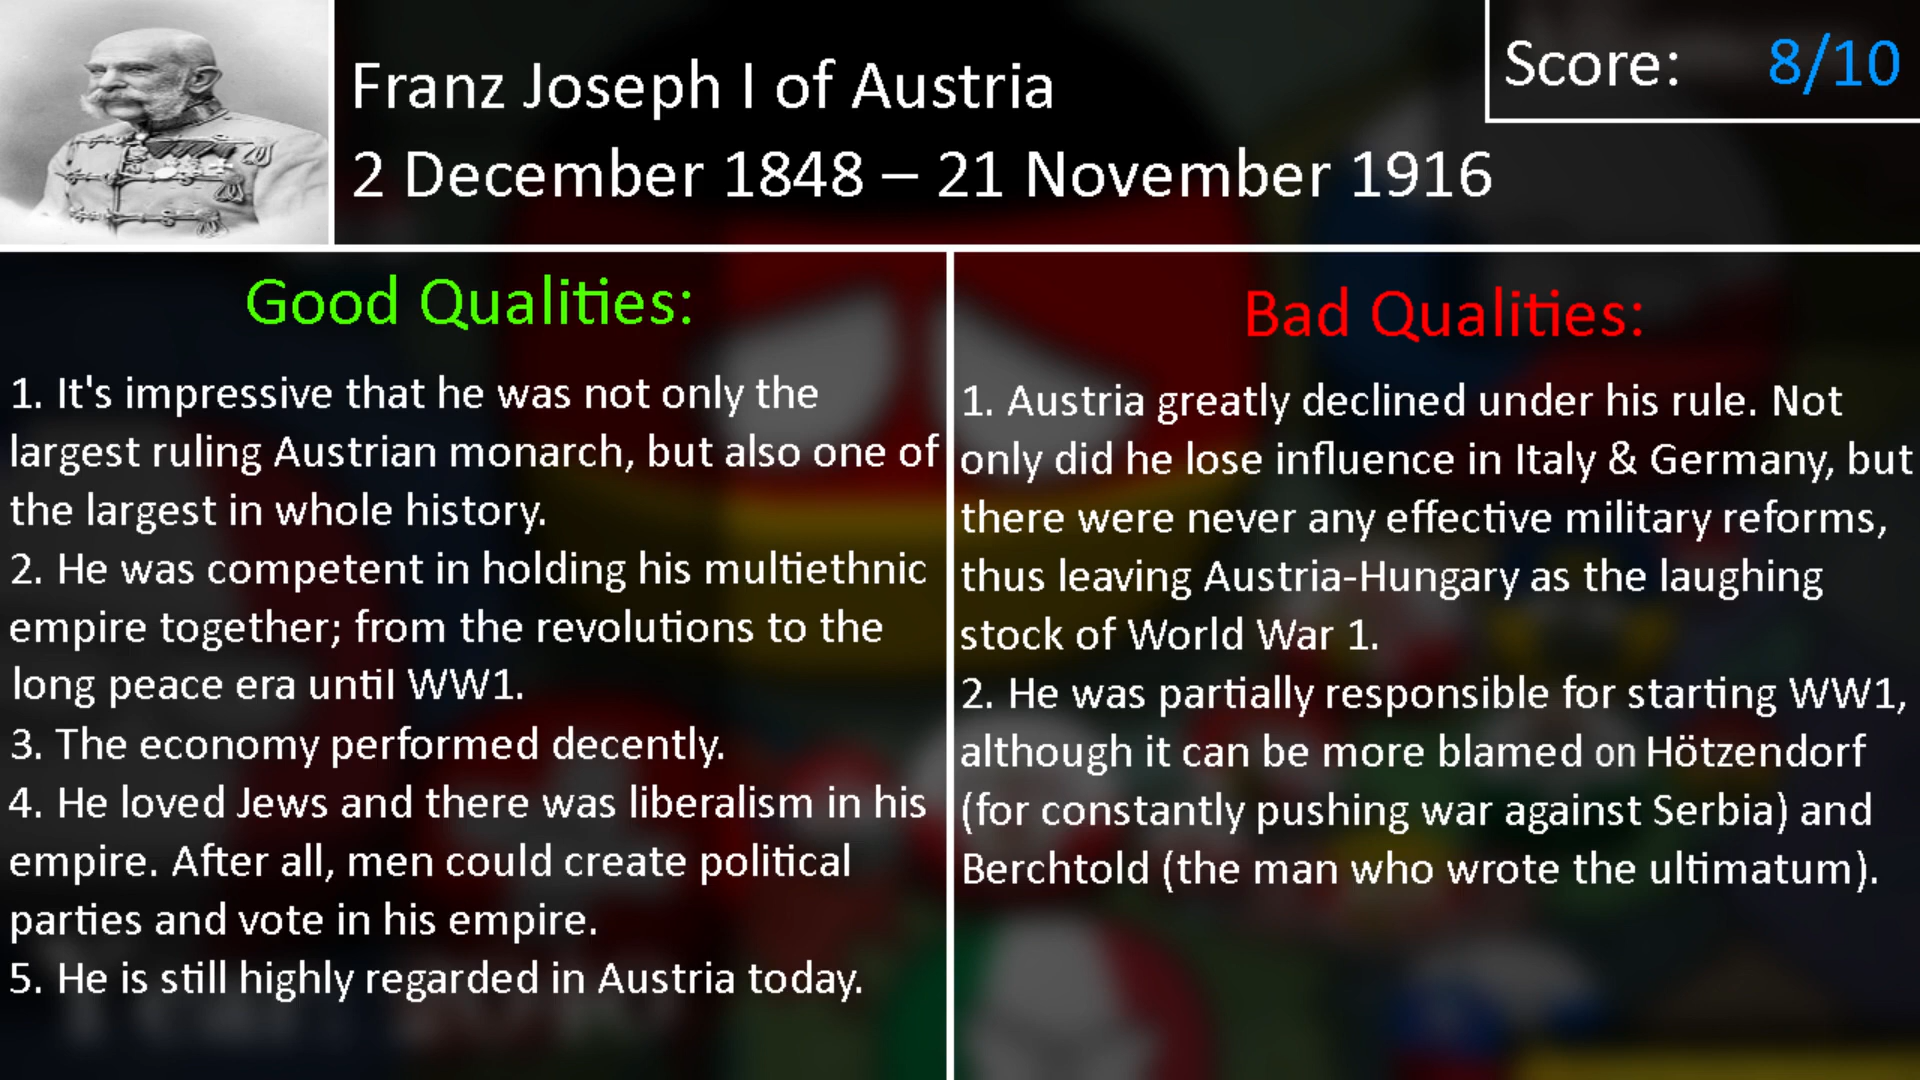 Franz Joseph I of Austria
2 December 1848 – 21 November 1916
Score: 8/10
Good Qualities:
1. It's impressive that he was not only the
largest ruling Austrian monarch, but also one of
the largest in whole history.
2. He was competent in holding his multiethnic
empire together; from the revolutions to the
long peace era until WW1.
3. The economy performed decently.
4. He loved Jews and there was liberalism in his
empire. After all, men could create political
parties and vote in his empire.
5. He is still highly regarded in Austria today.
Bad Qualities:
1. Austria greatly declined under his rule. Not
only did he lose influence in Italy & Germany, but
there were never any effective military reforms,
thus leaving Austria-Hungary as the laughing
stock of World War 1.
2. He was partially responsible for starting WW1,
although it can be more blamed on Hötzendorf
(for constantly pushing war against Serbia) and
Berchtold (the man who wrote the ultimatum).